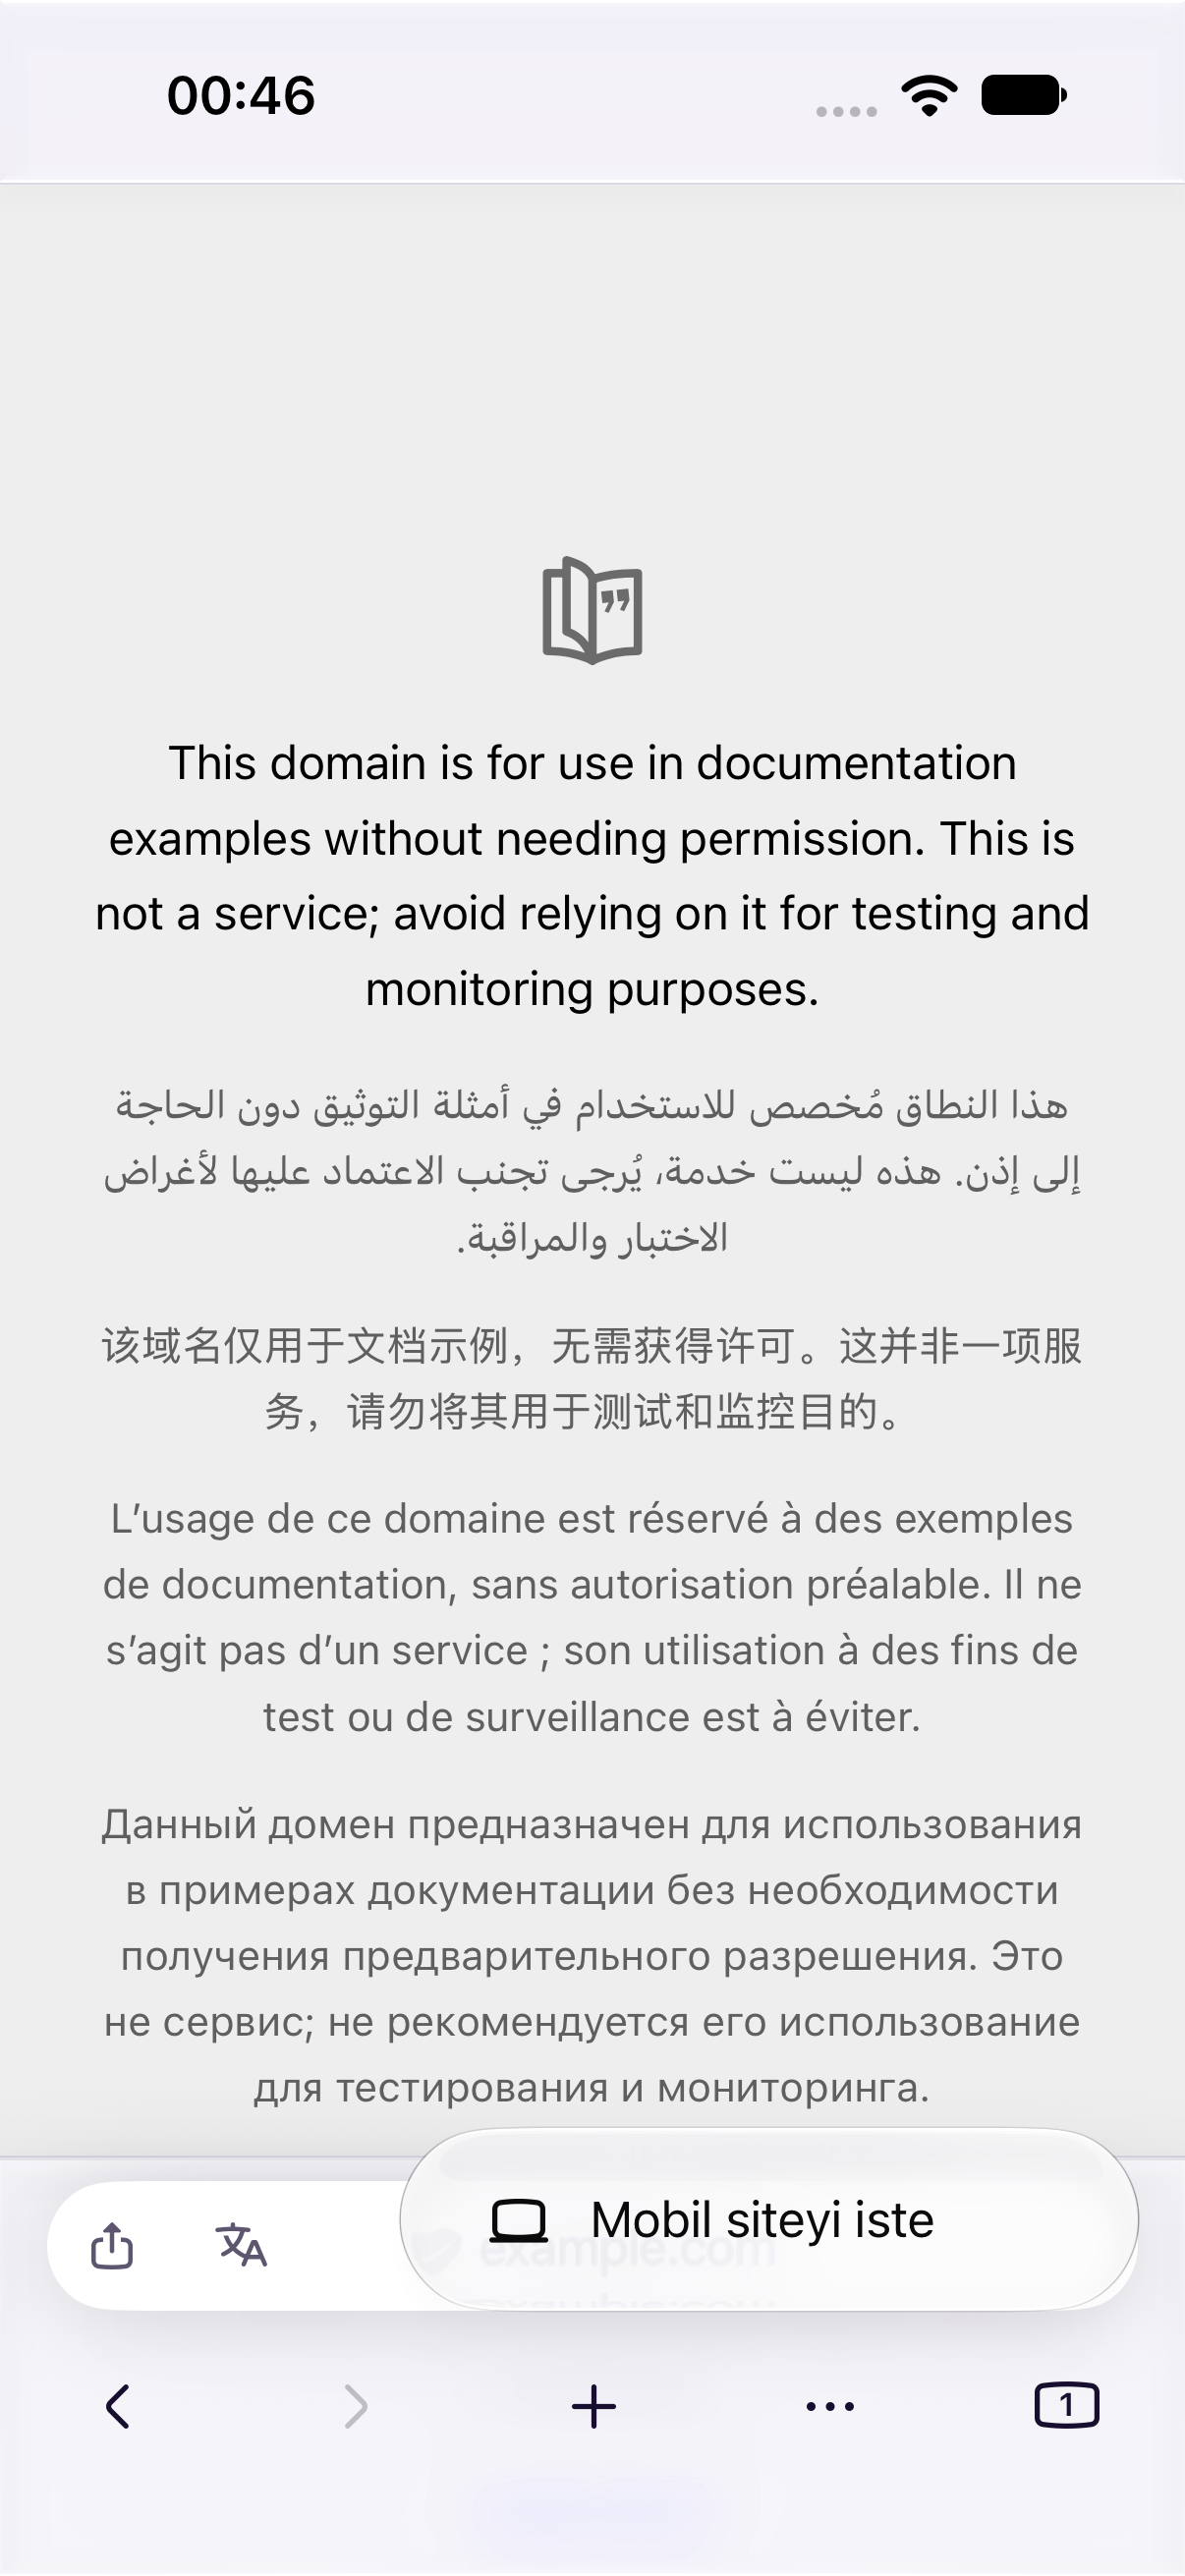 00:46
This domain is for use in documentation
examples without needing permission. This is
not a service; avoid relying on it for testing and
monitoring purposes.
هذا النطاق مُخصص للاستخدام في أمثلة التوثيق دون الحاجة
إلى إذن. هذه ليست خدمة، يُرجى تجنب الاعتماد عليها لأغراض
الاختبار والمراقبة.
该域名仅用于文档示例，无需获得许可。这并非一项服
务，请勿将其用于测试和监控目的。
L’usage de ce domaine est réservé à des exemples
de documentation, sans autorisation préalable. Il ne
s’agit pas d’un service ; son utilisation à des fins de
test ou de surveillance est à éviter.
Данный домен предназначен для использования
в примерах документации без необходимости
получения предварительного разрешения. Это
не сервис; не рекомендуется его использование
для тестирования и мониторинга.
Mobil siteyi iste
example.com
1